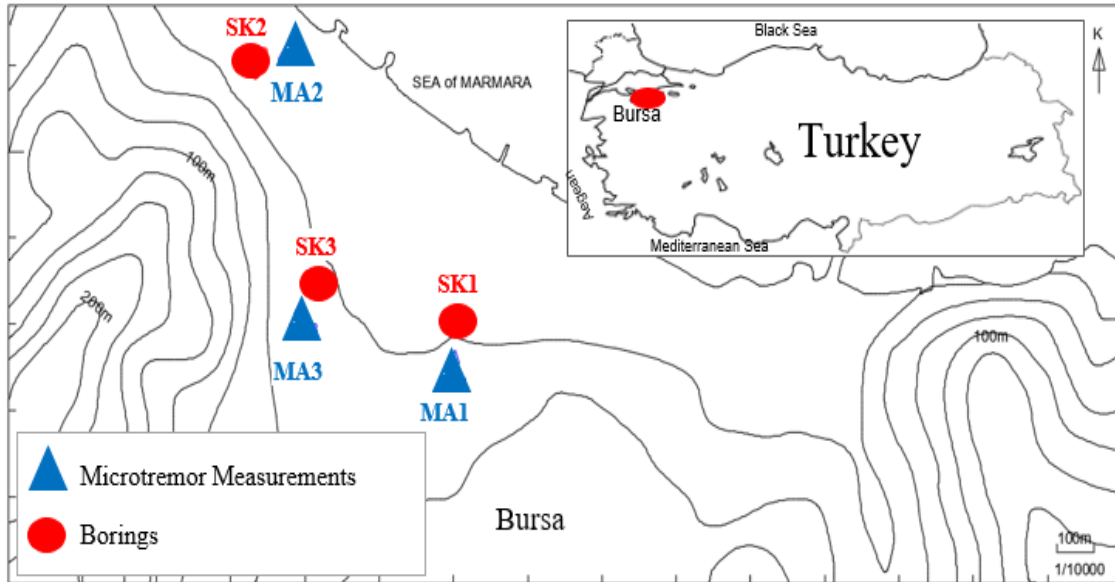 SK2
MA2
SEA of MARMARA
Black Sea
K
Bursa
Turkey
Aegean
Mediterranean Sea
100m
SK3
SK1
200m
MA3
MA1
100m
Microtremor Measurements
Borings
Bursa
100m
1/10000